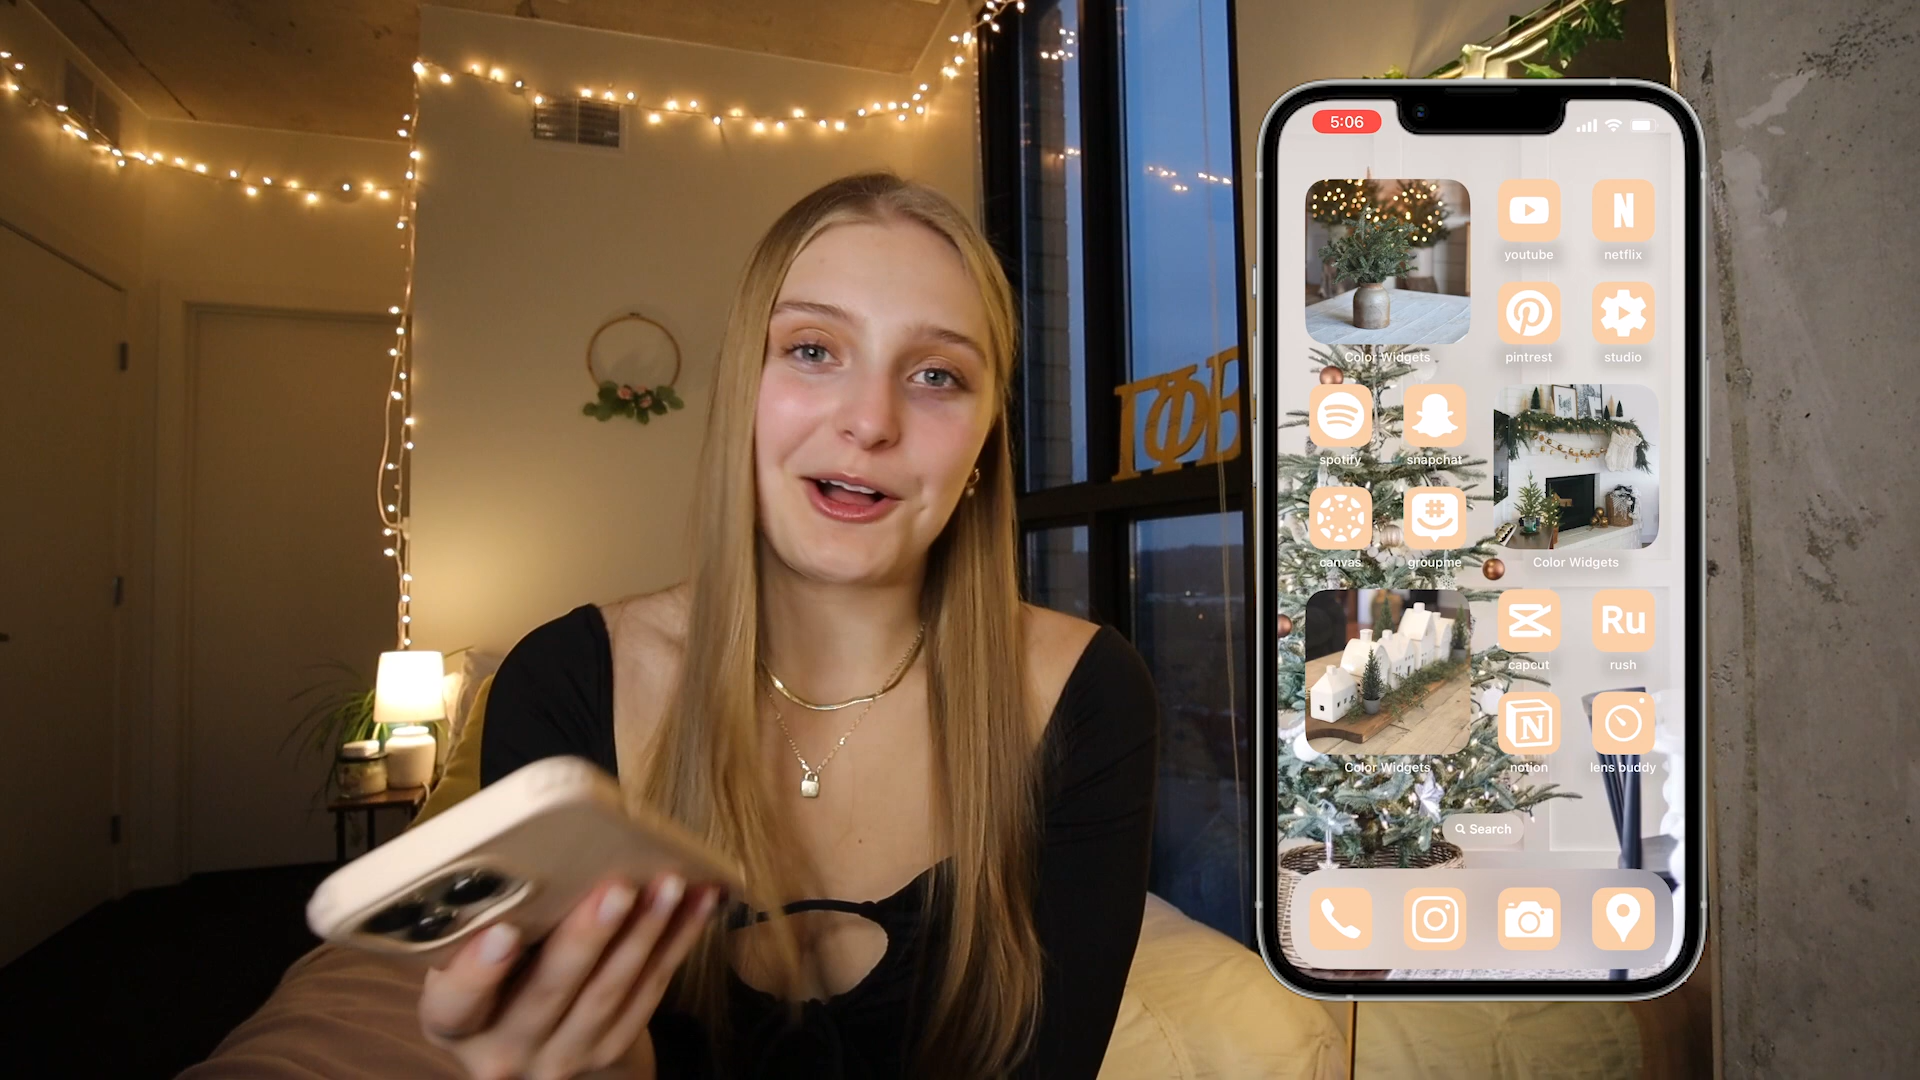 ΓΦΒ
5:06
youtube
N
netflix
pintrest
studio
Color Widgets
spotify
snapchat
#
canvas
groupme
Color Widgets
Ru
capcut
rush
N
notion
lens buddy
Color Widgets
Search